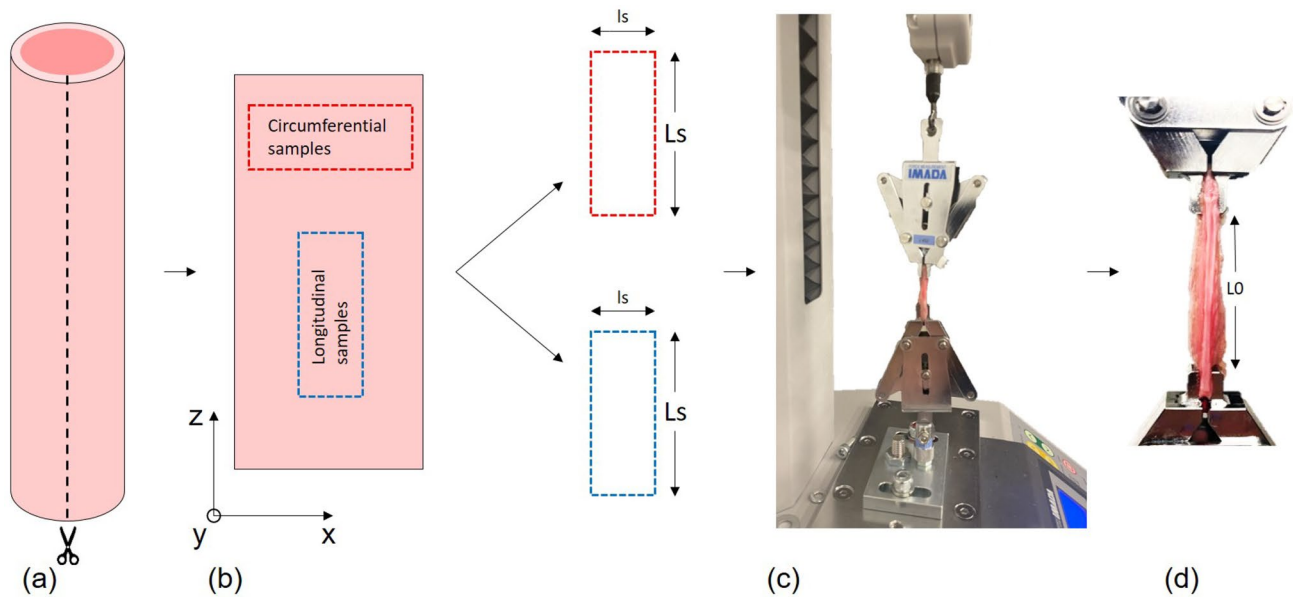 Circumferential
samples
Longitudinal
samples
z
y
x
ls
Ls
ls
Ls
IMADA
L0
(a)
(b)
(c)
(d)